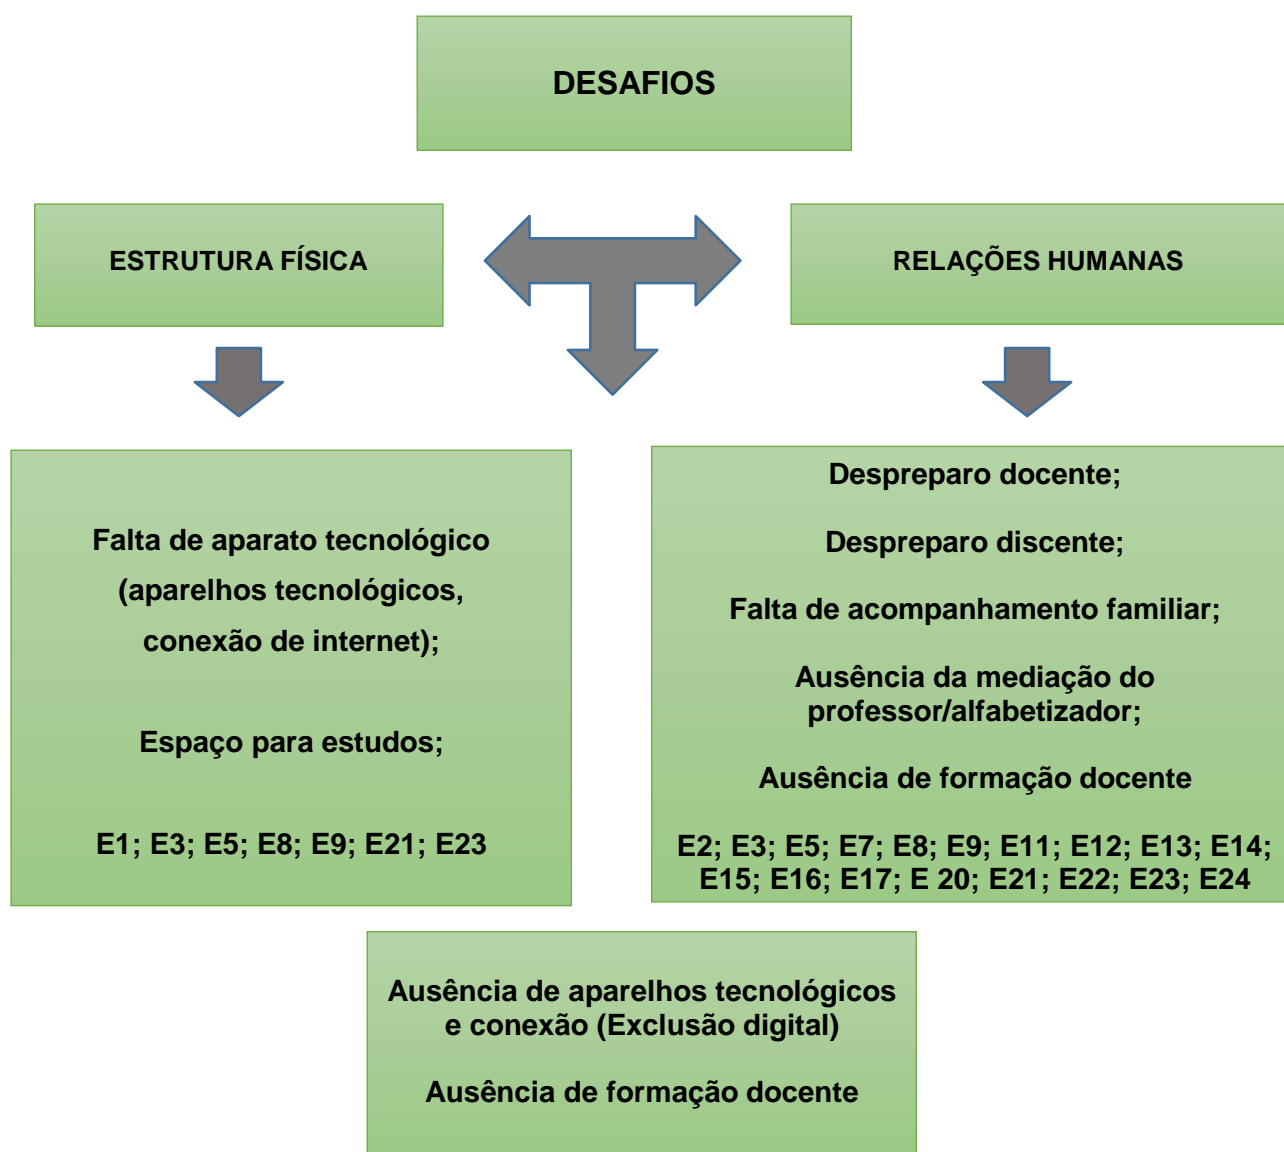 DESAFIOS
ESTRUTURA FÍSICA
RELAÇÕES HUMANAS
Falta de aparato tecnológico
(aparelhos tecnológicos,
conexão de internet);
Espaço para estudos;
E1; E3; E5; E8; E9; E21; E23
Despreparo docente;
Despreparo discente;
Falta de acompanhamento familiar;
Ausência da mediação do
professor/alfabetizador;
Ausência de formação docente
E2; E3; E5; E7; E8; E9; E11; E12; E13; E14;
E15; E16; E17; E 20; E21; E22; E23; E24
Ausência de aparelhos tecnológicos
e conexão (Exclusão digital)
Ausência de formação docente